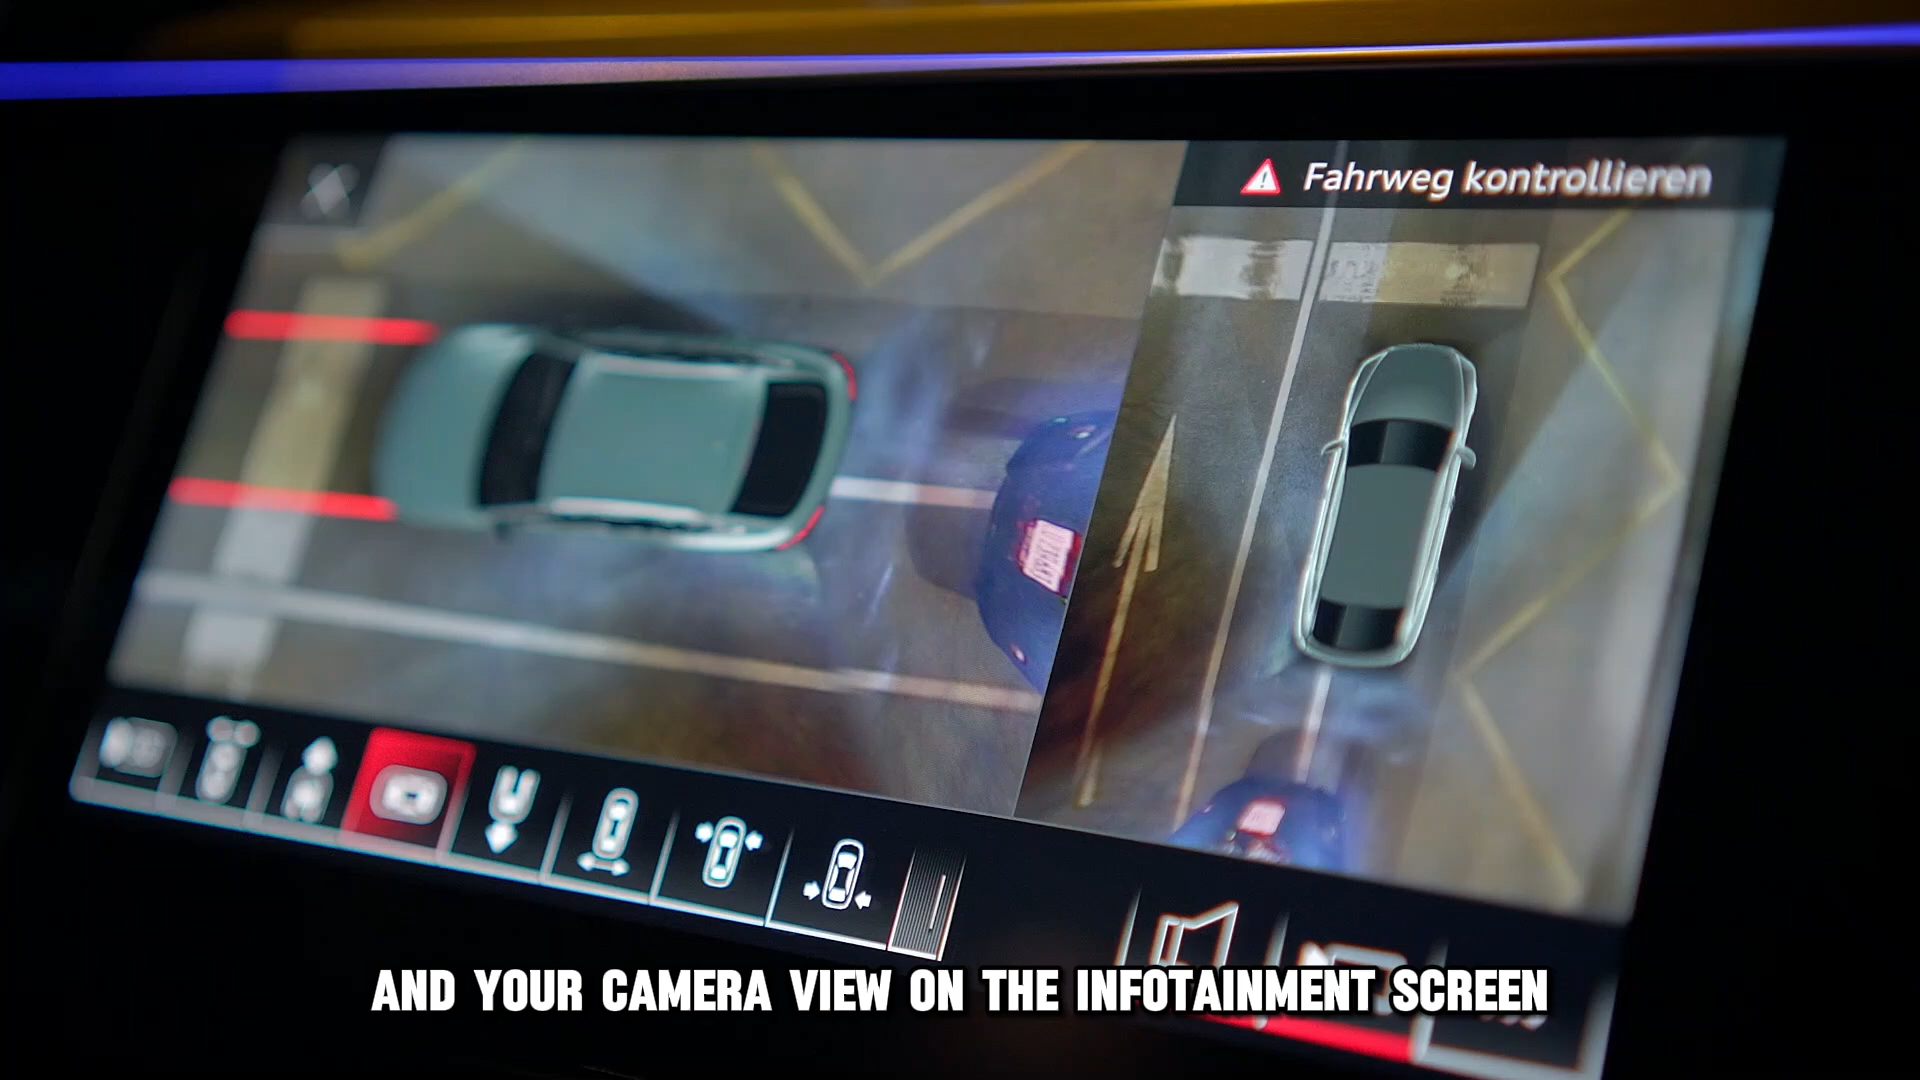 Fahrweg kontrollieren
AND YOUR CAMERA VIEW ON THE INFOTAINMENT SCREEN